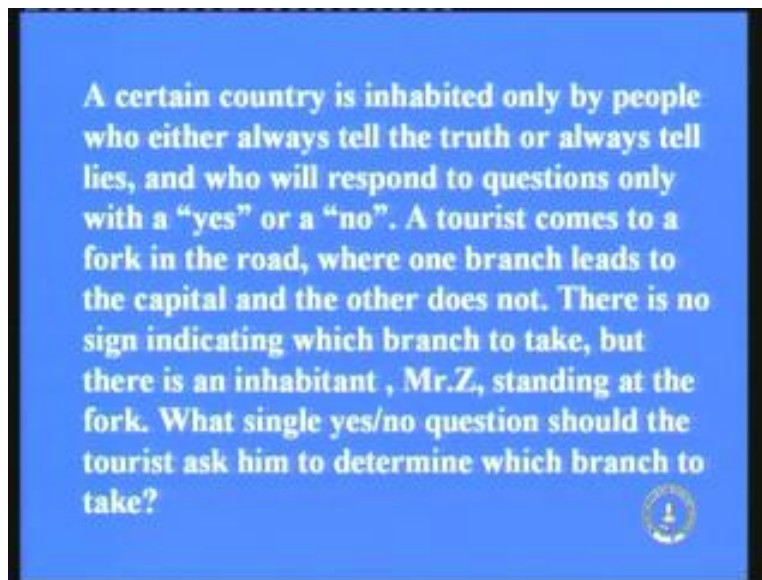 A certain country is inhabited only by people
who either always tell the truth or always tell
lies, and who will respond to questions only
with a “yes” or a “no”. A tourist comes to a
fork in the road, where one branch leads to
the capital and the other does not. There is no
sign indicating which branch to take, but
there is an inhabitant , Mr.Z, standing at the
fork. What single yes/no question should the
tourist ask him to determine which branch to
take?